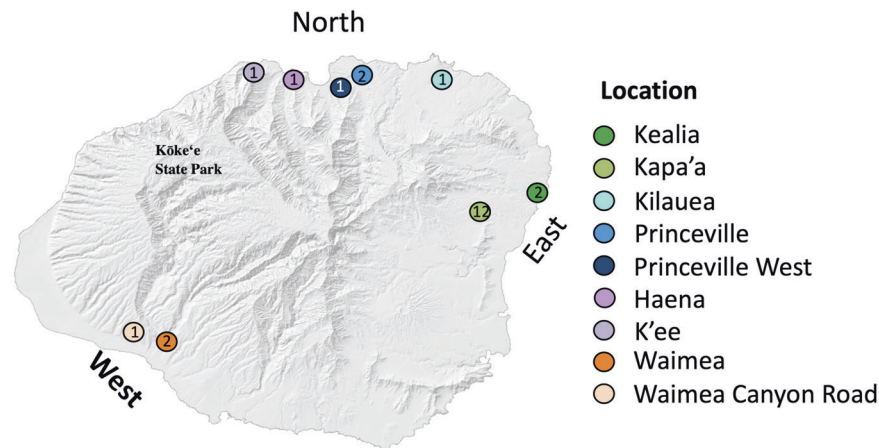 North
1
1
1
2
1
Kōke‘e
State Park
2
12
East
1
2
West
Location
Kealia
Kapa’a
Kilauea
Princeville
Princeville West
Haena
K’ee
Waimea
Waimea Canyon Road